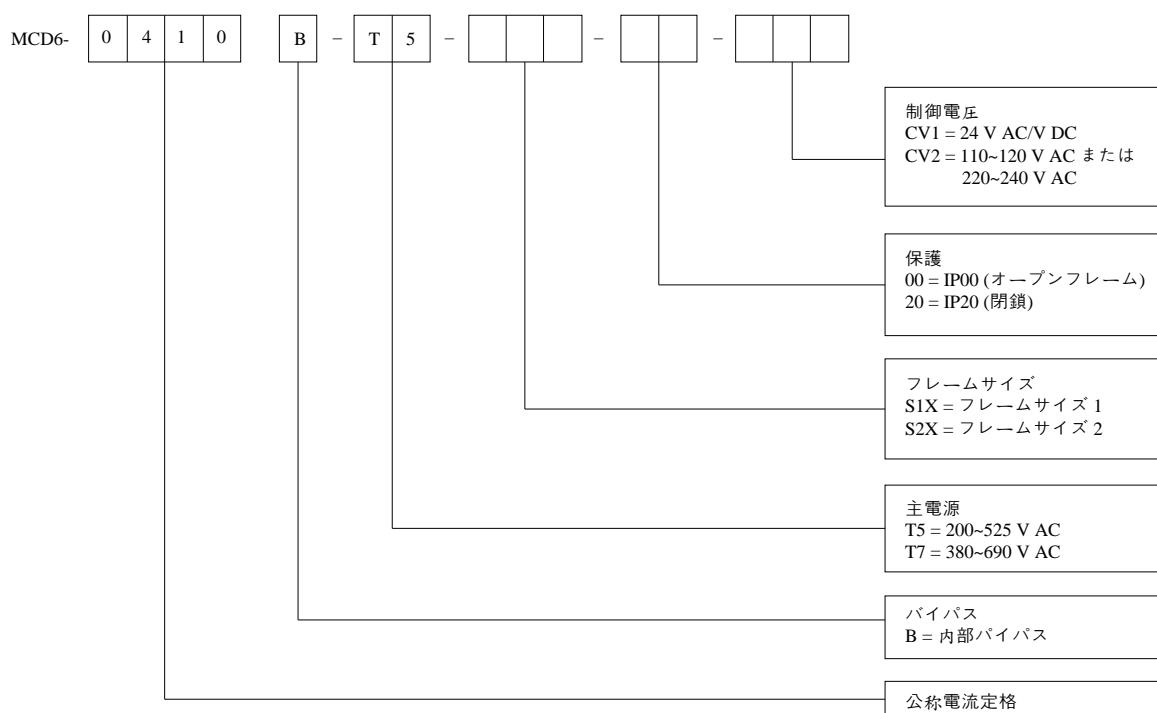 MCD6- 0 4 1 0 B – T 5 – – –
制御電圧
CV1 = 24 V AC/V DC
CV2 = 110~120 V AC または
220~240 V AC
保護
00 = IP00 (オープンフレーム)
20 = IP20 (閉鎖)
フレームサイズ
S1X = フレームサイズ 1
S2X = フレームサイズ 2
主電源
T5 = 200~525 V AC
T7 = 380~690 V AC
バイパス
B = 内部バイパス
公称電流定格